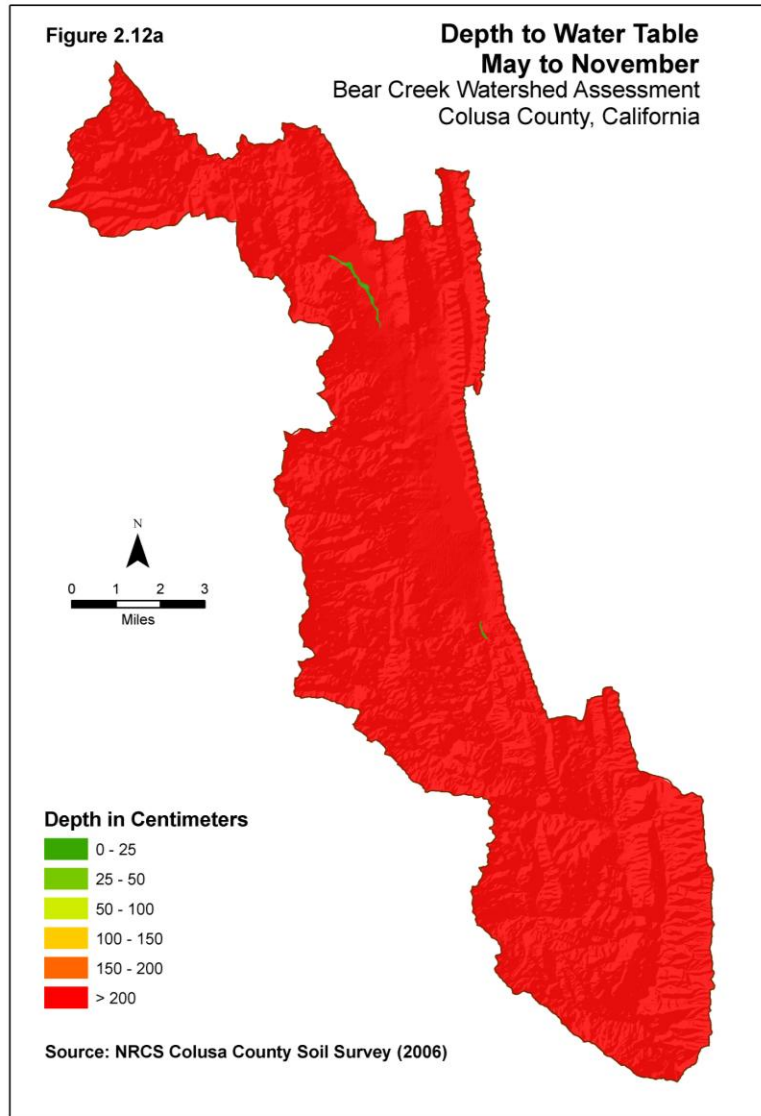 Figure 2.12a
Depth to Water Table
May to November
Bear Creek Watershed Assessment
Colusa County, California
N
0 1 2 3
Miles
Depth in Centimeters
0 - 25
25 - 50
50 - 100
100 - 150
150 - 200
> 200
Source: NRCS Colusa County Soil Survey (2006)